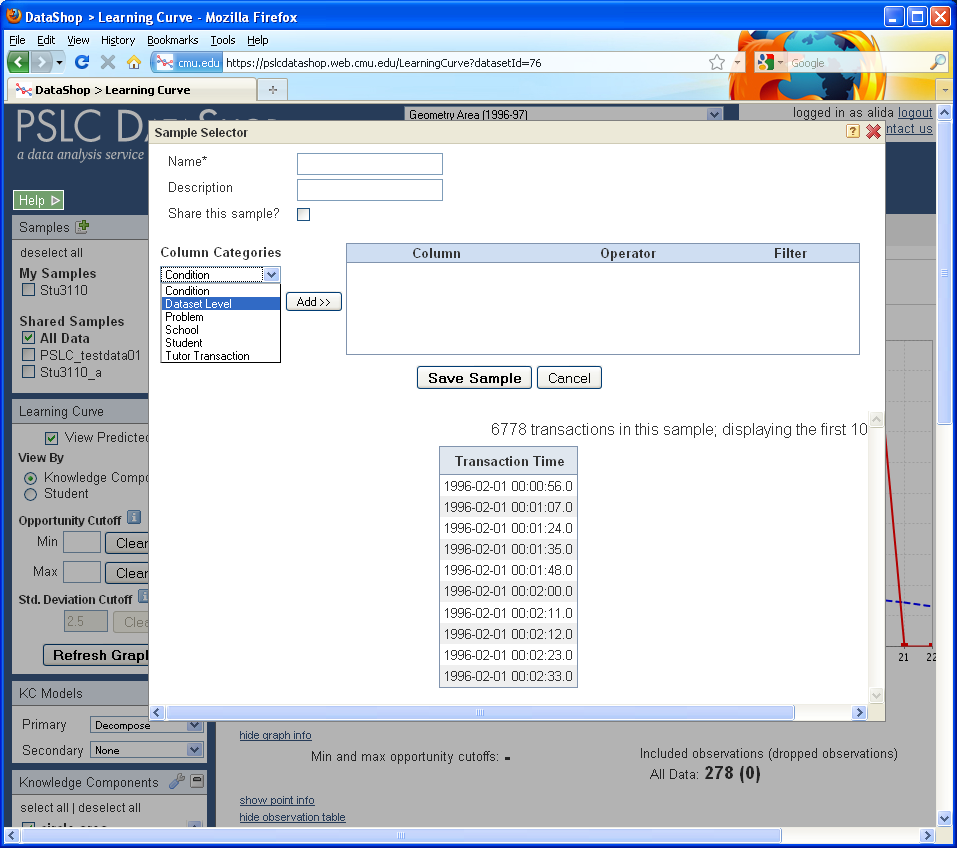 DataShop > Learning Curve - Mozilla Firefox
File Edit View History Bookmarks Tools Help
cmu.edu https://pslcdatashop.web.cmu.edu/LearningCurve?datasetId=76
Google
DataShop > Learning Curve
PSLC DATA
a data analysis service
Geometry Area (1996-97)
logged in as alida logout
ntact us
Sample Selector
Name*
Description
Share this sample?
Column Categories
Condition
Condition
Dataset Level
Problem
School
Student
Tutor Transaction
Add >>
Column Operator Filter
Save Sample Cancel
6778 transactions in this sample; displaying the first 10
Transaction Time
1996-02-01 00:00:56.0
1996-02-01 00:01:07.0
1996-02-01 00:01:24.0
1996-02-01 00:01:35.0
1996-02-01 00:01:48.0
1996-02-01 00:02:00.0
1996-02-01 00:02:11.0
1996-02-01 00:02:12.0
1996-02-01 00:02:23.0
1996-02-01 00:02:33.0
Help
Samples
deselect all
My Samples
Stu3110
Shared Samples
All Data
PSLC_testdata01
Stu3110_a
Learning Curve
View Predicted
View By
Knowledge Compo
Student
Opportunity Cutoff
Min Clear
Max Clear
Std. Deviation Cutoff
2.5 Clea
Refresh Graph
KC Models
Primary Decompose
Secondary None
Knowledge Components
select all | deselect all
21 22
hide graph info
Min and max opportunity cutoffs: -
Included observations (dropped observations)
All Data: 278 (0)
show point info
hide observation table